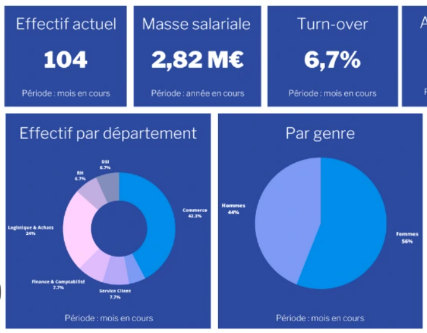 Effectif actuel
104
Période : mois en cours
Masse salariale
2,82 M€
Période : année en cours
Turn-over
6,7%
Période : mois en cours
A
Effectif par département
DSI
6.7%
RH
6.7%
Commerce
42.3%
Logistique & Achats
24%
Finance & Comptabilité
7.7%
Service Client
7.7%
Période : mois en cours
Par genre
Hommes
44%
Femmes
56%
Période : mois en cours